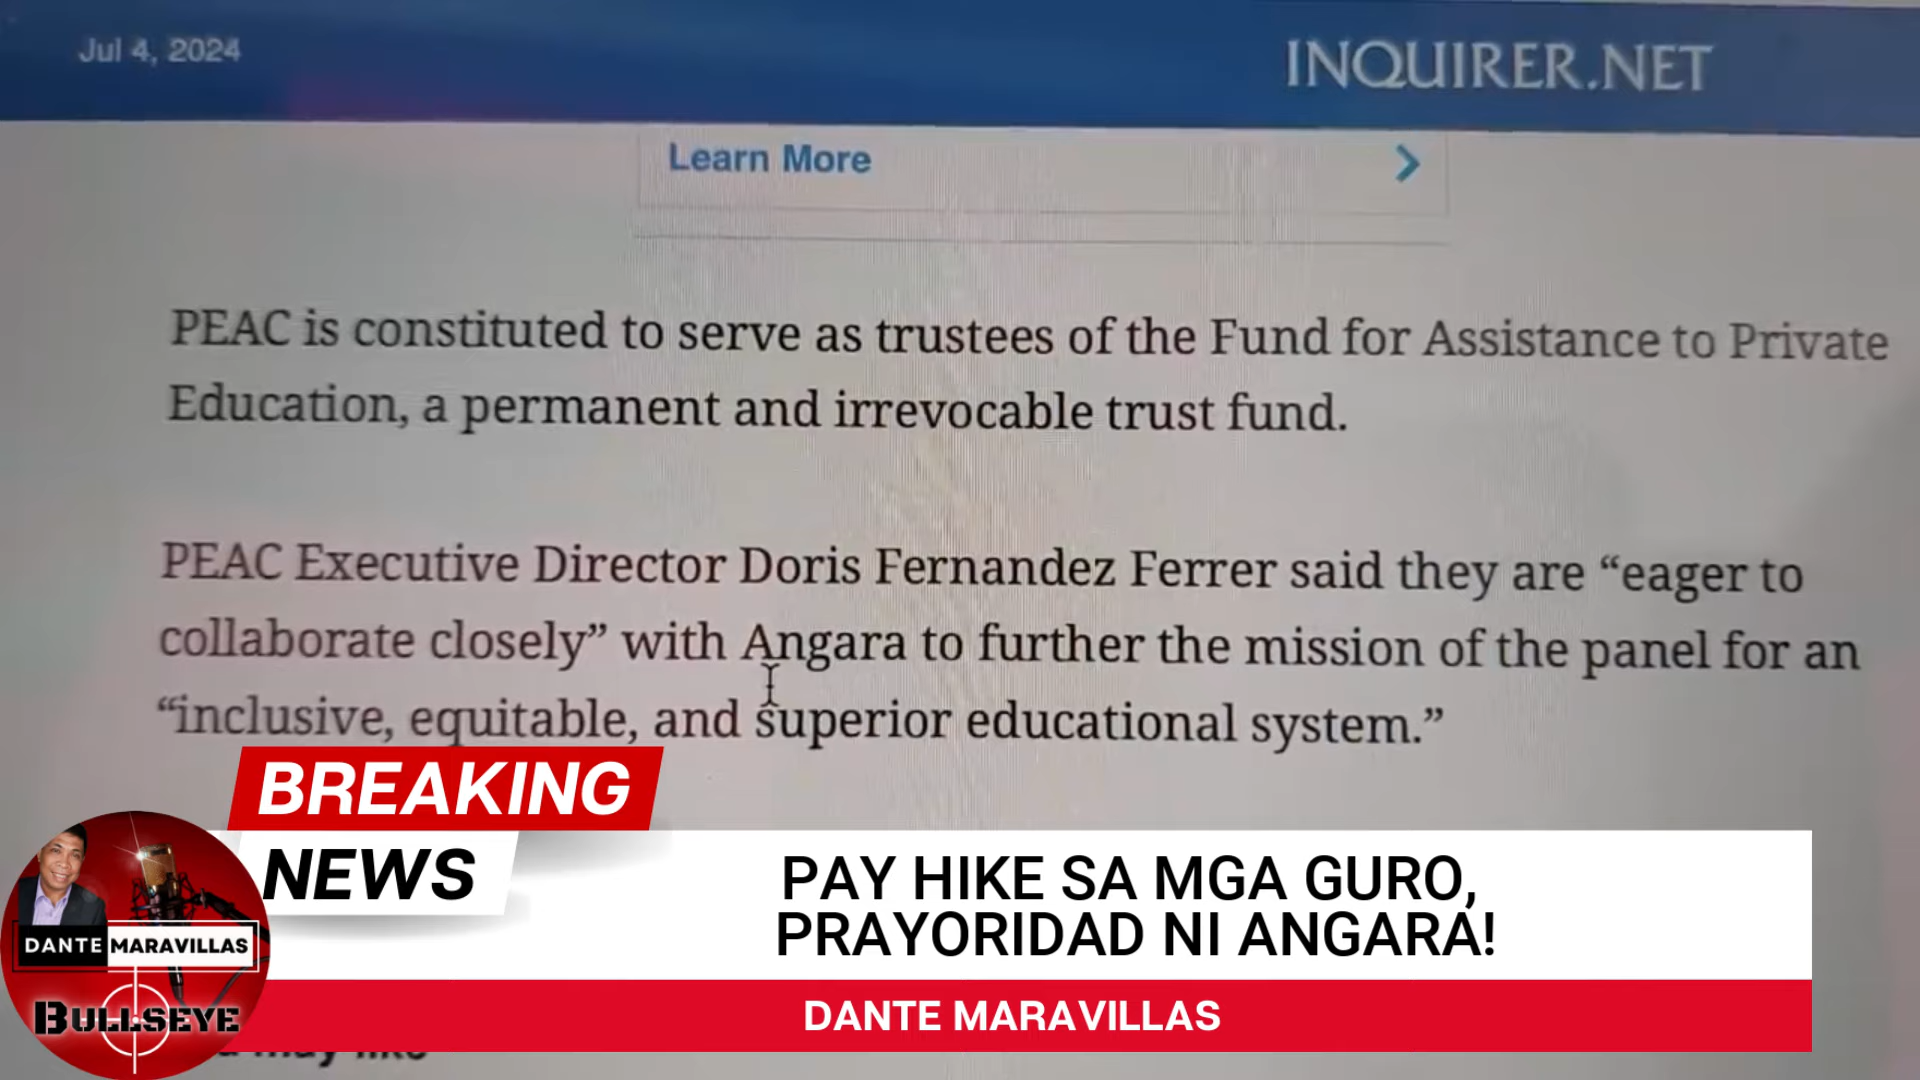 Jul 4, 2024
INQUIRER.NET
Learn More
PEAC is constituted to serve as trustees of the Fund for Assistance to Private
Education, a permanent and irrevocable trust fund.
PEAC Executive Director Doris Fernandez Ferrer said they are “eager to
collaborate closely” with Angara to further the mission of the panel for an
“inclusive, equitable, and superior educational system.”
BREAKING
NEWS
PAY HIKE SA MGA GURO,
PRAYORIDAD NI ANGARA!
DANTE MARAVILLAS
BULLSEYE
DANTE MARAVILLAS
may like